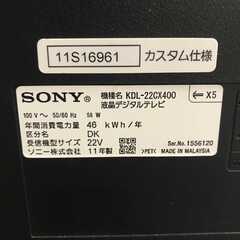 11S16961 カスタム仕様
SONY® 機種名 KDL-22CX400
液晶デジタルテレビ
X5
100 V～ 50/60 Hz 58 W
年間消費電力量 46 kWh/年
区分名 DK
受信機型サイズ 22V
ソニー株式会社 11年製
Ser.No. 1556120
>PET< MADE IN MALAYSIA